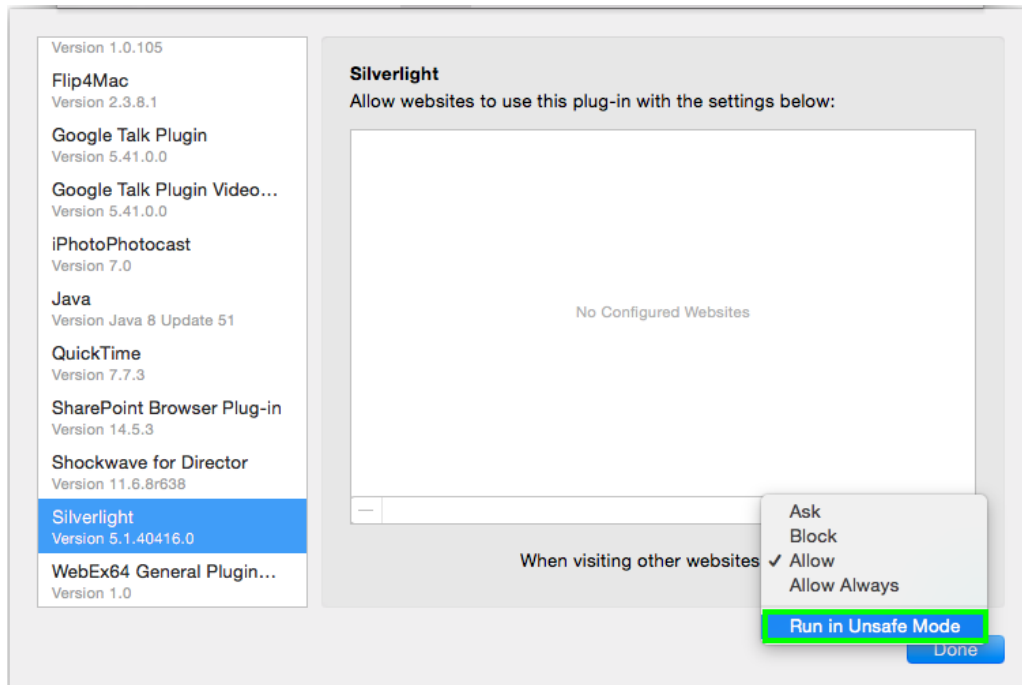 Version 1.0.105
Flip4Mac
Version 2.3.8.1
Google Talk Plugin
Version 5.41.0.0
Google Talk Plugin Video…
Version 5.41.0.0
iPhotoPhotocast
Version 7.0
Java
Version Java 8 Update 51
QuickTime
Version 7.7.3
SharePoint Browser Plug-in
Version 14.5.3
Shockwave for Director
Version 11.6.8r638
Silverlight
Version 5.1.40416.0
WebEx64 General Plugin…
Version 1.0
Silverlight
Allow websites to use this plug-in with the settings below:
No Configured Websites
When visiting other websites
Ask
Block
✓ Allow
Allow Always
Run in Unsafe Mode
Done